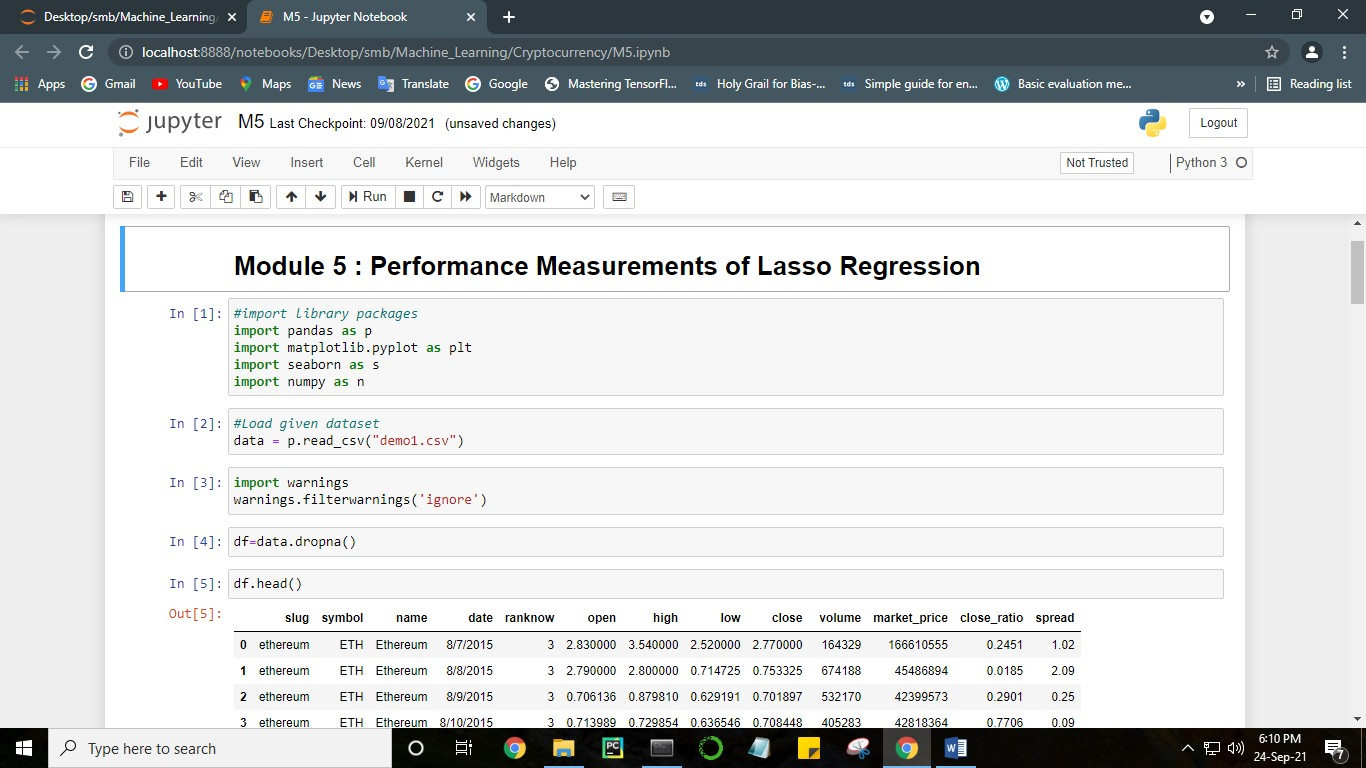 Desktop/smb/Machine_Learning
M5 - Jupyter Notebook
localhost:8888/notebooks/Desktop/smb/Machine_Learning/Cryptocurrency/M5.ipynb
Apps Gmail YouTube Maps News Translate Google Mastering TensorFl... Holy Grail for Bias-... Simple guide for en... Basic evaluation me... » Reading list
jupyter M5 Last Checkpoint: 09/08/2021 (unsaved changes) Logout
File Edit View Insert Cell Kernel Widgets Help Not Trusted Python 3
Run Markdown
Module 5 : Performance Measurements of Lasso Regression
In [1]: #import library packages
import pandas as p
import matplotlib.pyplot as plt
import seaborn as s
import numpy as n
In [2]: #Load given dataset
data = p.read_csv("demo1.csv")
In [3]: import warnings
warnings.filterwarnings('ignore')
In [4]: df=data.dropna()
In [5]: df.head()
Out[5]:
slug symbol name date ranknow open high low close volume market_price close_ratio spread
0 ethereum ETH Ethereum 8/7/2015 3 2.830000 3.540000 2.520000 2.770000 164329 166610555 0.2451 1.02
1 ethereum ETH Ethereum 8/8/2015 3 2.790000 2.800000 0.714725 0.753325 674188 45486894 0.0185 2.09
2 ethereum ETH Ethereum 8/9/2015 3 0.706136 0.879810 0.629191 0.701897 532170 42399573 0.2901 0.25
3 ethereum ETH Ethereum 8/10/2015 3 0.713989 0.729854 0.636546 0.708448 405283 42818364 0.7706 0.09
Type here to search
6:10 PM
24-Sep-21
7